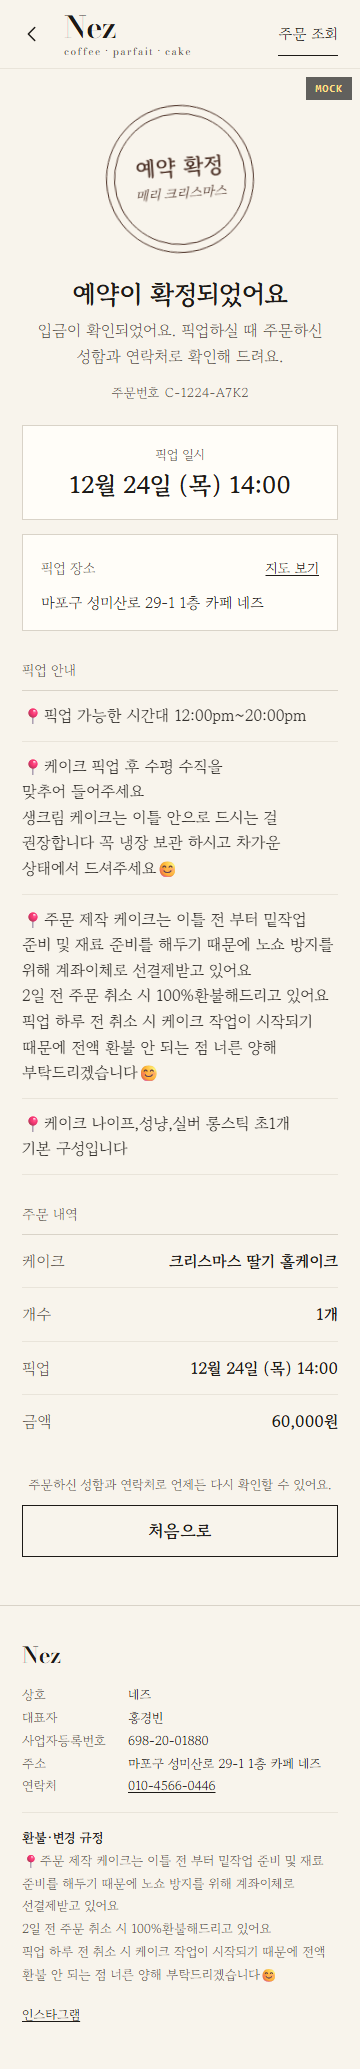 Nez
coffee · parfait · cake
주문 조회
MOCK
예약 확정
메리 크리스마스
예약이 확정되었어요
입금이 확인되었어요. 픽업하실 때 주문하신
성함과 연락처로 확인해 드려요.
주문번호 C-1224-A7K2
픽업 일시
12월 24일 (목) 14:00
픽업 장소
지도 보기
마포구 성미산로 29-1 1층 카페 네즈
픽업 안내
📍픽업 가능한 시간대 12:00pm~20:00pm
📍케이크 픽업 후 수평 수직을
맞추어 들어주세요
생크림 케이크는 이틀 안으로 드시는 걸
권장합니다 꼭 냉장 보관 하시고 차가운
상태에서 드셔주세요😊
📍주문 제작 케이크는 이틀 전 부터 밑작업
준비 및 재료 준비를 해두기 때문에 노쇼 방지를
위해 계좌이체로 선결제받고 있어요
2일 전 주문 취소 시 100%환불해드리고 있어요
픽업 하루 전 취소 시 케이크 작업이 시작되기
때문에 전액 환불 안 되는 점 너른 양해
부탁드리겠습니다😊
📍케이크 나이프,성냥,실버 롱스틱 초1개
기본 구성입니다
주문 내역
케이크 크리스마스 딸기 홀케이크
개수 1개
픽업 12월 24일 (목) 14:00
금액 60,000원
주문하신 성함과 연락처로 언제든 다시 확인할 수 있어요.
처음으로
Nez
상호 네즈
대표자 홍경빈
사업자등록번호 698-20-01880
주소 마포구 성미산로 29-1 1층 카페 네즈
연락처 010-4566-0446
환불·변경 규정
📍주문 제작 케이크는 이틀 전 부터 밑작업 준비 및 재료
준비를 해두기 때문에 노쇼 방지를 위해 계좌이체로
선결제받고 있어요
2일 전 주문 취소 시 100%환불해드리고 있어요
픽업 하루 전 취소 시 케이크 작업이 시작되기 때문에 전액
환불 안 되는 점 너른 양해 부탁드리겠습니다😊
인스타그램